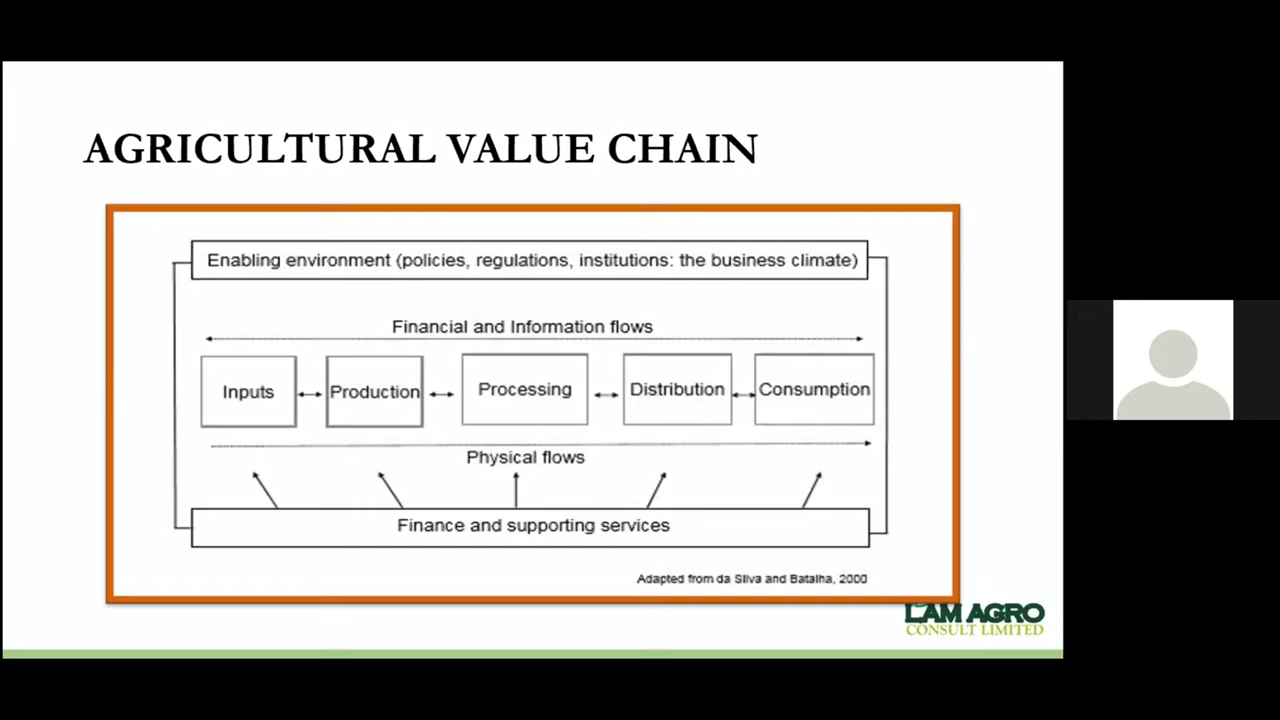 AGRICULTURAL VALUE CHAIN
Enabling environment (policies, regulations, institutions: the business climate)
Financial and Information flows
Inputs
Production
Processing
Distribution
Consumption
Physical flows
Finance and supporting services
Adapted from da Silva and Batalha, 2000
LAM AGRO
CONSULT LIMITED